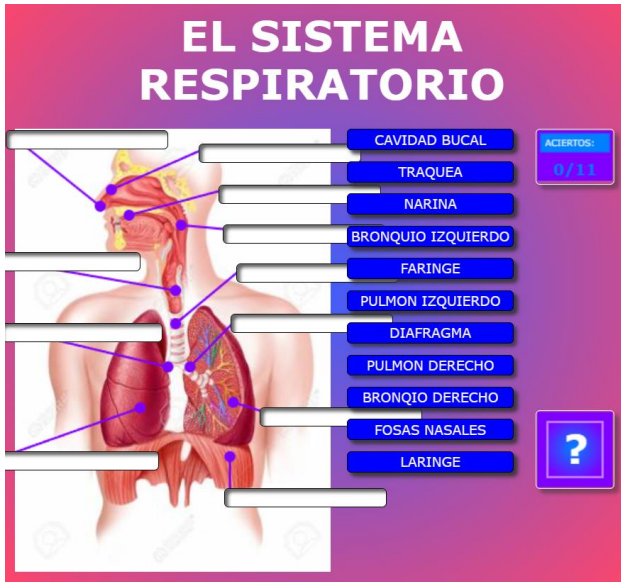 EL SISTEMA
RESPIRATORIO
CAVIDAD BUCAL
TRAQUEA
NARINA
BRONQUIO IZQUIERDO
FARINGE
PULMON IZQUIERDO
DIAFRAGMA
PULMON DERECHO
BRONQIO DERECHO
FOSAS NASALES
LARINGE
ACIERTOS:
0/11
?